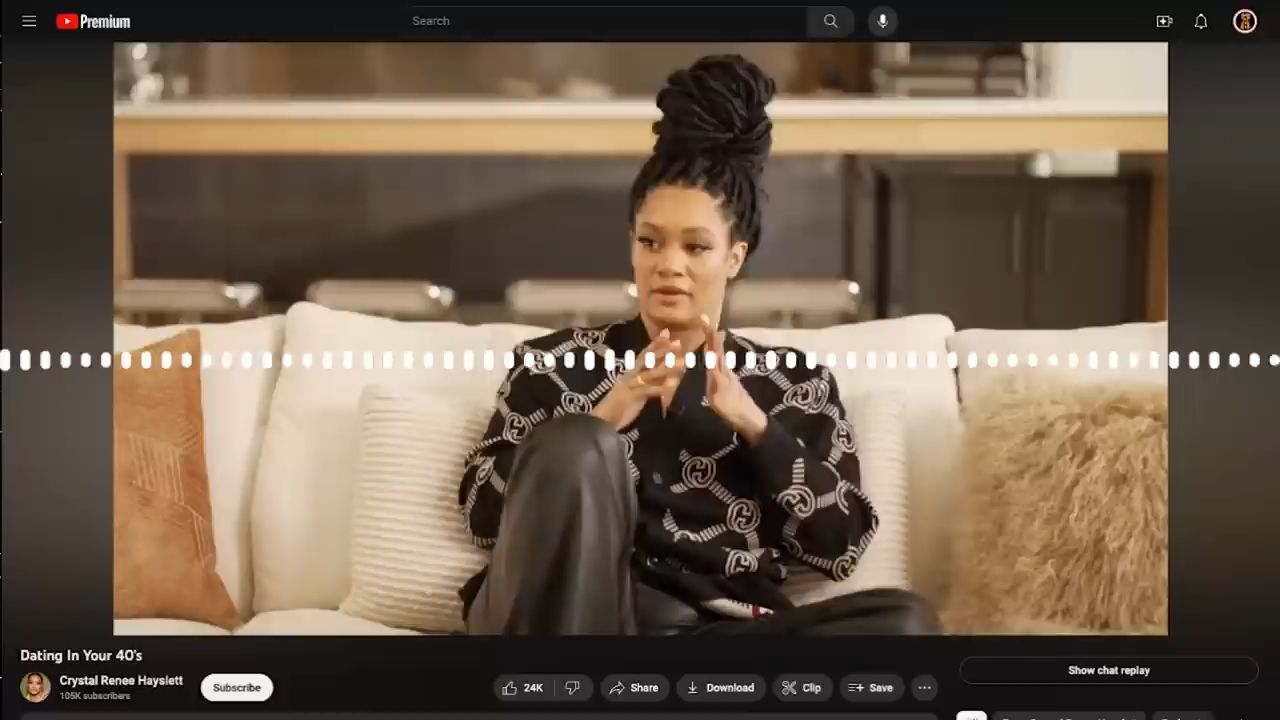 Premium
Search
Dating In Your 40's
Crystal Renee Hayslett
105K subscribers
Subscribe
24K
Share
Download
Clip
Save
Show chat replay